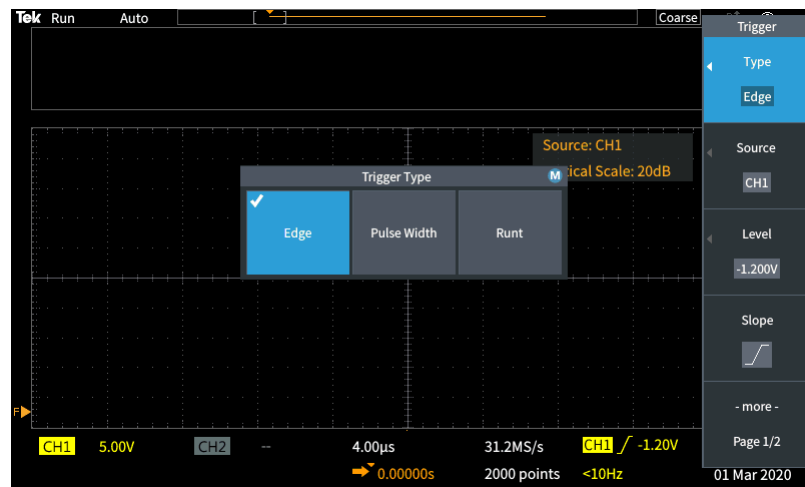 Tek Run Auto [ ] Coarse
Trigger
Type
Edge
Source: CH1
ical Scale: 20dB
Source
CH1
Trigger Type M
Edge Pulse Width Runt
Level
-1.200V
Slope
- more -
Page 1/2
F
CH1 5.00V CH2 -- 4.00µs 31.2MS/s CH1 -1.20V
0.00000s 2000 points <10Hz 01 Mar 2020